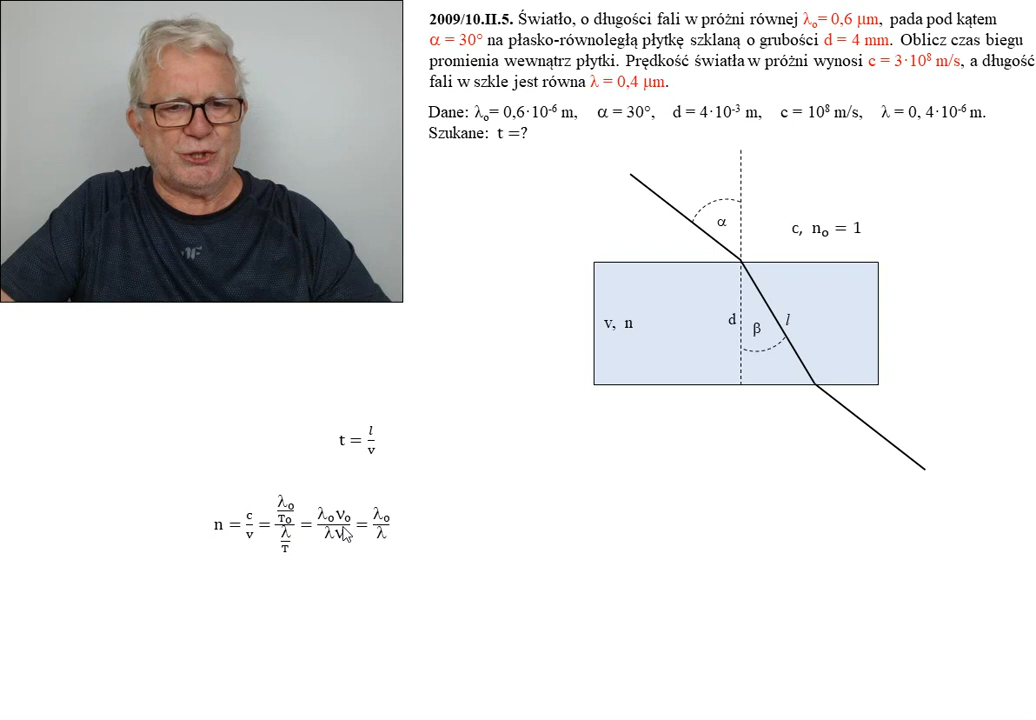 2009/10.II.5. Światło, o długości fali w próżni równej λₒ= 0,6 μm, pada pod kątem
α = 30° na płasko-równoległą płytkę szklaną o grubości d = 4 mm. Oblicz czas biegu
promienia wewnątrz płytki. Prędkość światła w próżni wynosi c = 3·10⁸ m/s, a długość
fali w szkle jest równa λ = 0,4 μm.
Dane: λₒ= 0,6·10⁻⁶ m, α = 30°, d = 4·10⁻³ m, c = 10⁸ m/s, λ = 0, 4·10⁻⁶ m.
Szukane: t =?
α
c, nₒ = 1
v, n
d
β
l
t = l/v
n = c/v = (λₒ/Tₒ)/(λ/T) = λₒνₒ/λν = λₒ/λ